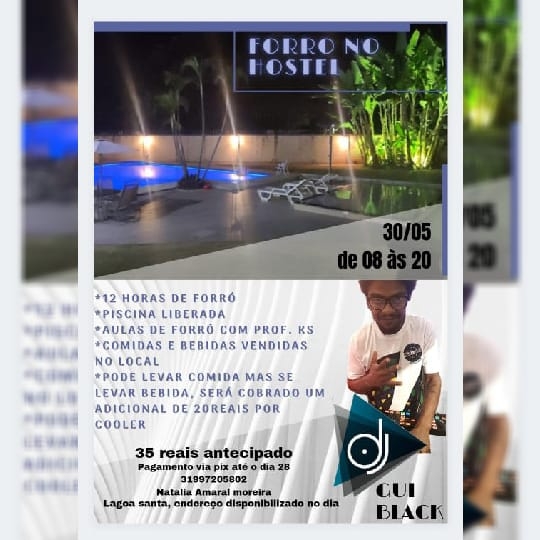 FORRO NO
HOSTEL
30/05
de 08 às 20
*12 HORAS DE FORRÓ
*PISCINA LIBERADA
*AULAS DE FORRÓ COM PROF. KS
*COMIDAS E BEBIDAS VENDIDAS
NO LOCAL
*PODE LEVAR COMIDA MAS SE
LEVAR BEBIDA, SERÁ COBRADO UM
ADICIONAL DE 20REAIS POR
COOLER
35 reais antecipado
Pagamento via pix até o dia 28
31997205802
Natalia Amaral moreira
Lagoa santa, endereço disponibilizado no dia
dj
GUI
BLACK